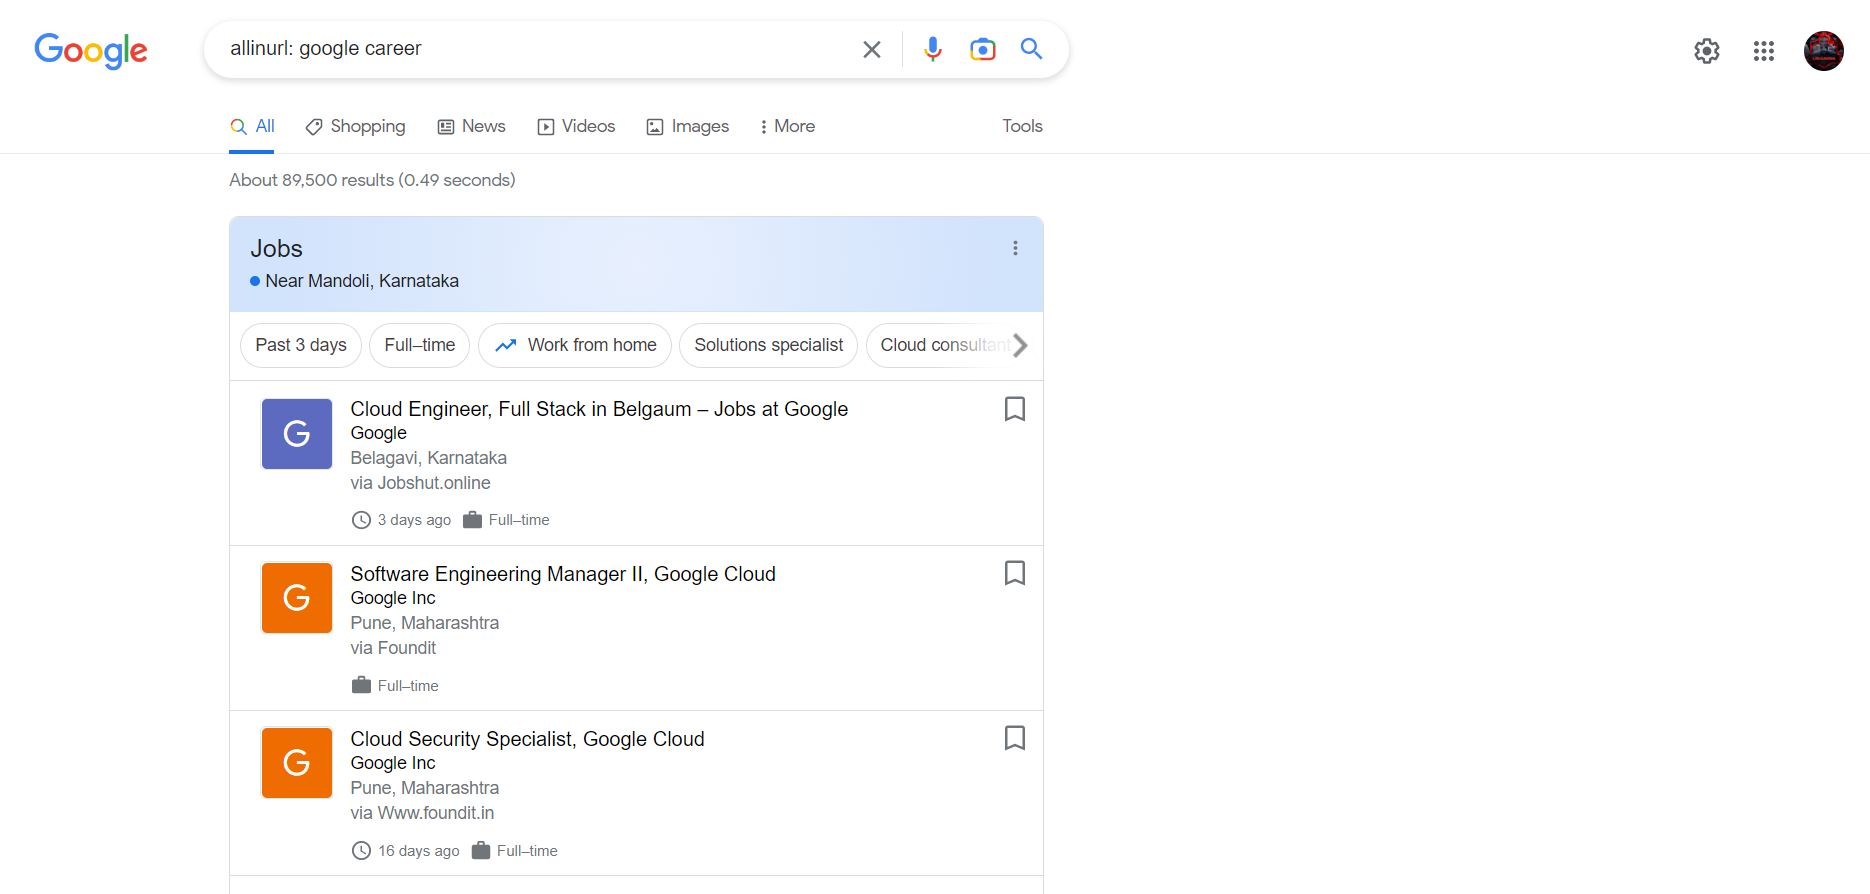 Google
allinurl: google career
All Shopping News Videos Images More Tools
About 89,500 results (0.49 seconds)
Jobs
Near Mandoli, Karnataka
Past 3 days Full–time Work from home Solutions specialist Cloud consultant
G
Cloud Engineer, Full Stack in Belgaum – Jobs at Google
Google
Belagavi, Karnataka
via Jobshut.online
3 days ago Full–time
G
Software Engineering Manager II, Google Cloud
Google Inc
Pune, Maharashtra
via Foundit
Full–time
G
Cloud Security Specialist, Google Cloud
Google Inc
Pune, Maharashtra
via Www.foundit.in
16 days ago Full–time